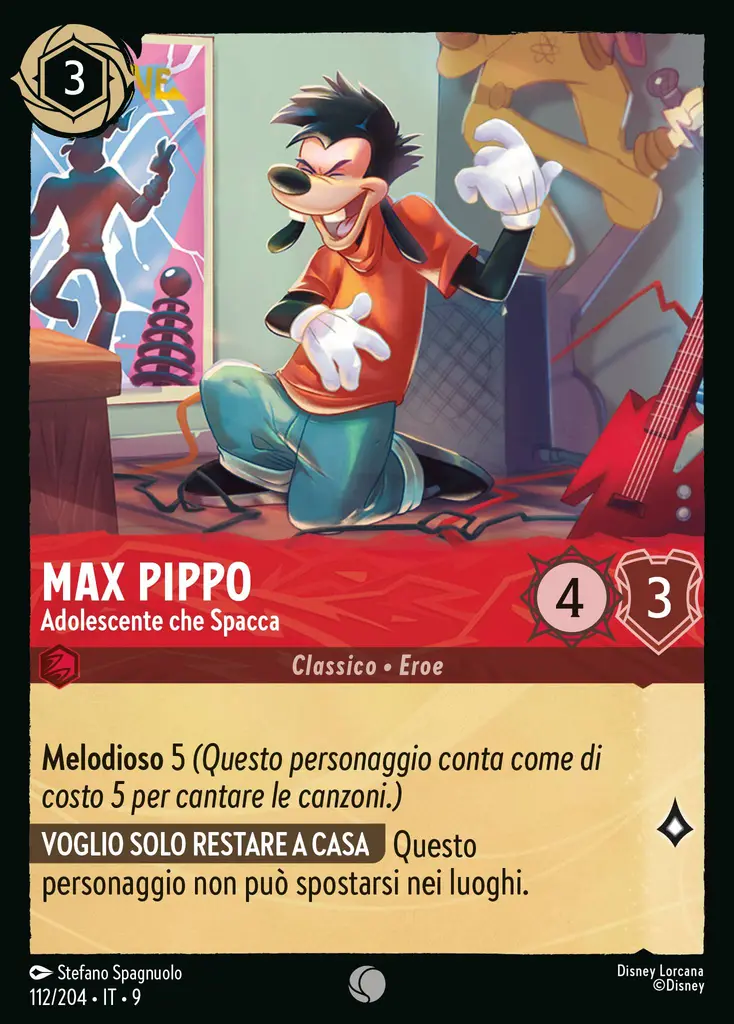 3
MAX PIPPO
Adolescente che Spacca
4
3
Classico • Eroe
Melodioso 5 (Questo personaggio conta come di
costo 5 per cantare le canzoni.)
VOGLIO SOLO RESTARE A CASA Questo
personaggio non può spostarsi nei luoghi.
Stefano Spagnuolo
Disney Lorcana
112/204 • IT • 9
©Disney